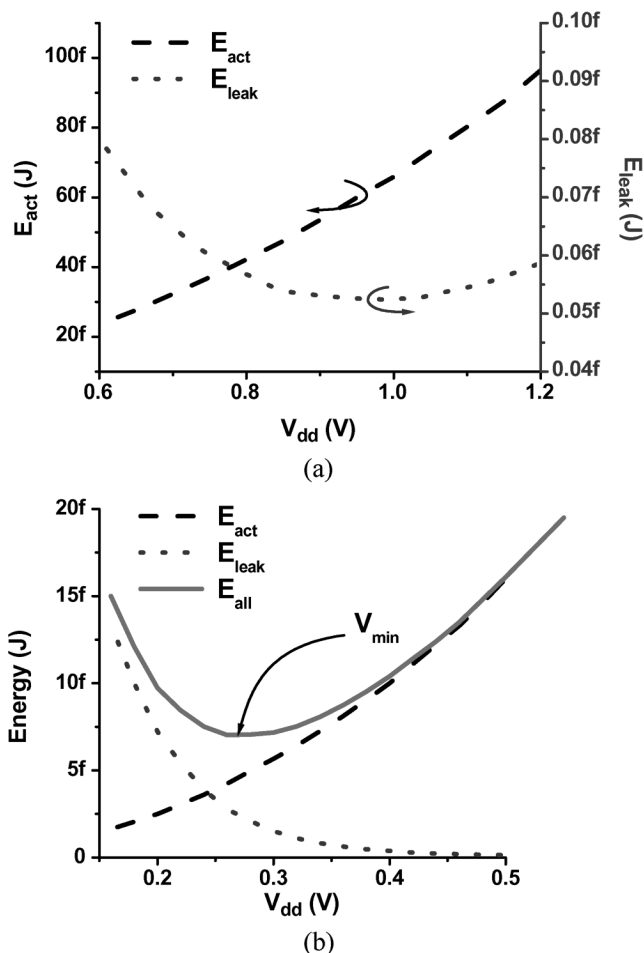 E_act
E_leak
100f
80f
60f
40f
20f
E_act (J)
0.10f
0.09f
0.08f
0.07f
0.06f
0.05f
0.04f
E_leak (J)
0.6 0.8 1.0 1.2
V_dd (V)
(a)
E_act
E_leak
E_all
V_min
20f
15f
10f
5f
0
Energy (J)
0.2 0.3 0.4 0.5
V_dd (V)
(b)